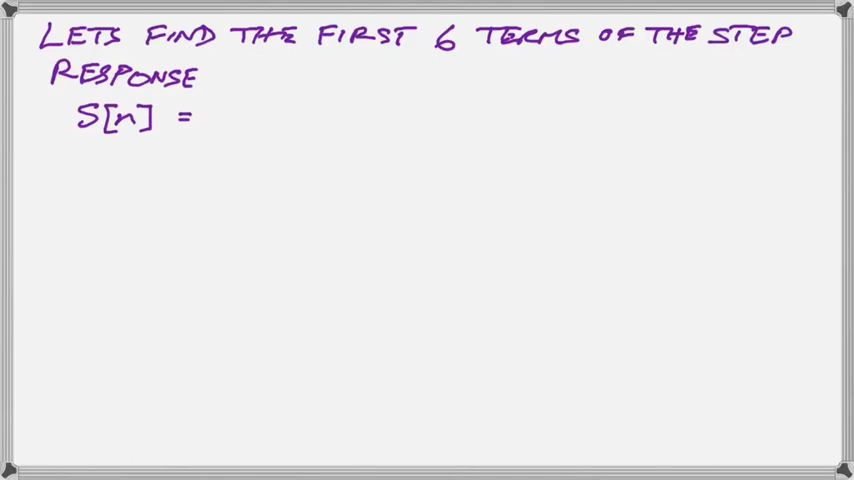 LETS FIND THE FIRST 6 TERMS OF THE STEP
RESPONSE
S[n] =